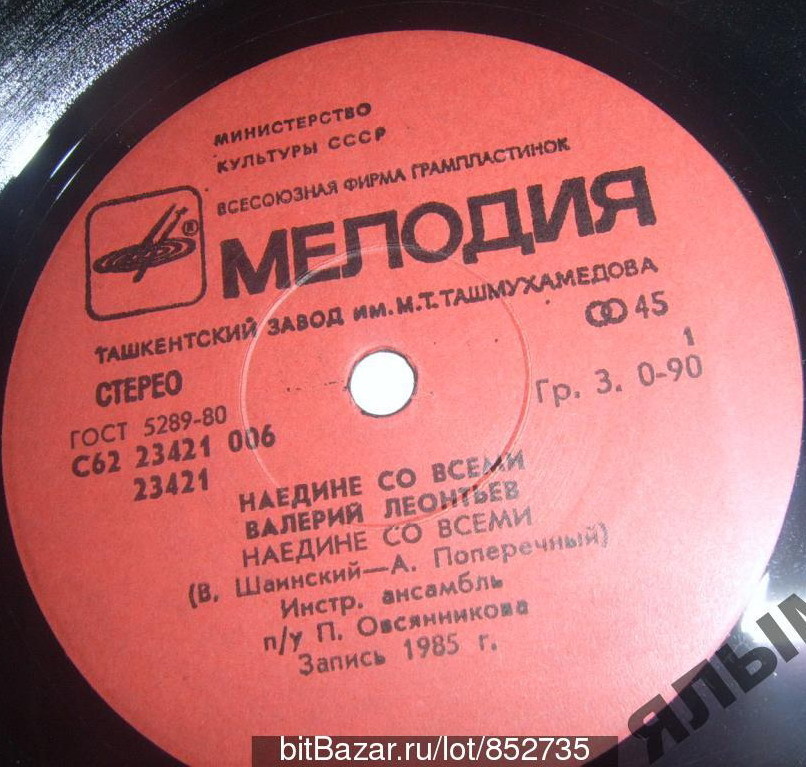 МИНИСТЕРСТВО
КУЛЬТУРЫ СССР
ВСЕСОЮЗНАЯ ФИРМА ГРАМПЛАСТИНОК
®
МЕЛОДИЯ
ТАШКЕНТСКИЙ ЗАВОД ИМ. М.Т. ТАШМУХАМЕДОВА
СТЕРЕО
45
ГОСТ 5289-80
1
С62 23421 006
Гр. 3. 0-90
23421
НАЕДИНЕ СО ВСЕМИ
ВАЛЕРИЙ ЛЕОНТЬЕВ
НАЕДИНЕ СО ВСЕМИ
(В. Шаинский—А. Поперечный)
Инстр. ансамбль
п/у П. Овсянникова
Запись 1985 г.
bitBazar.ru/lot/852735